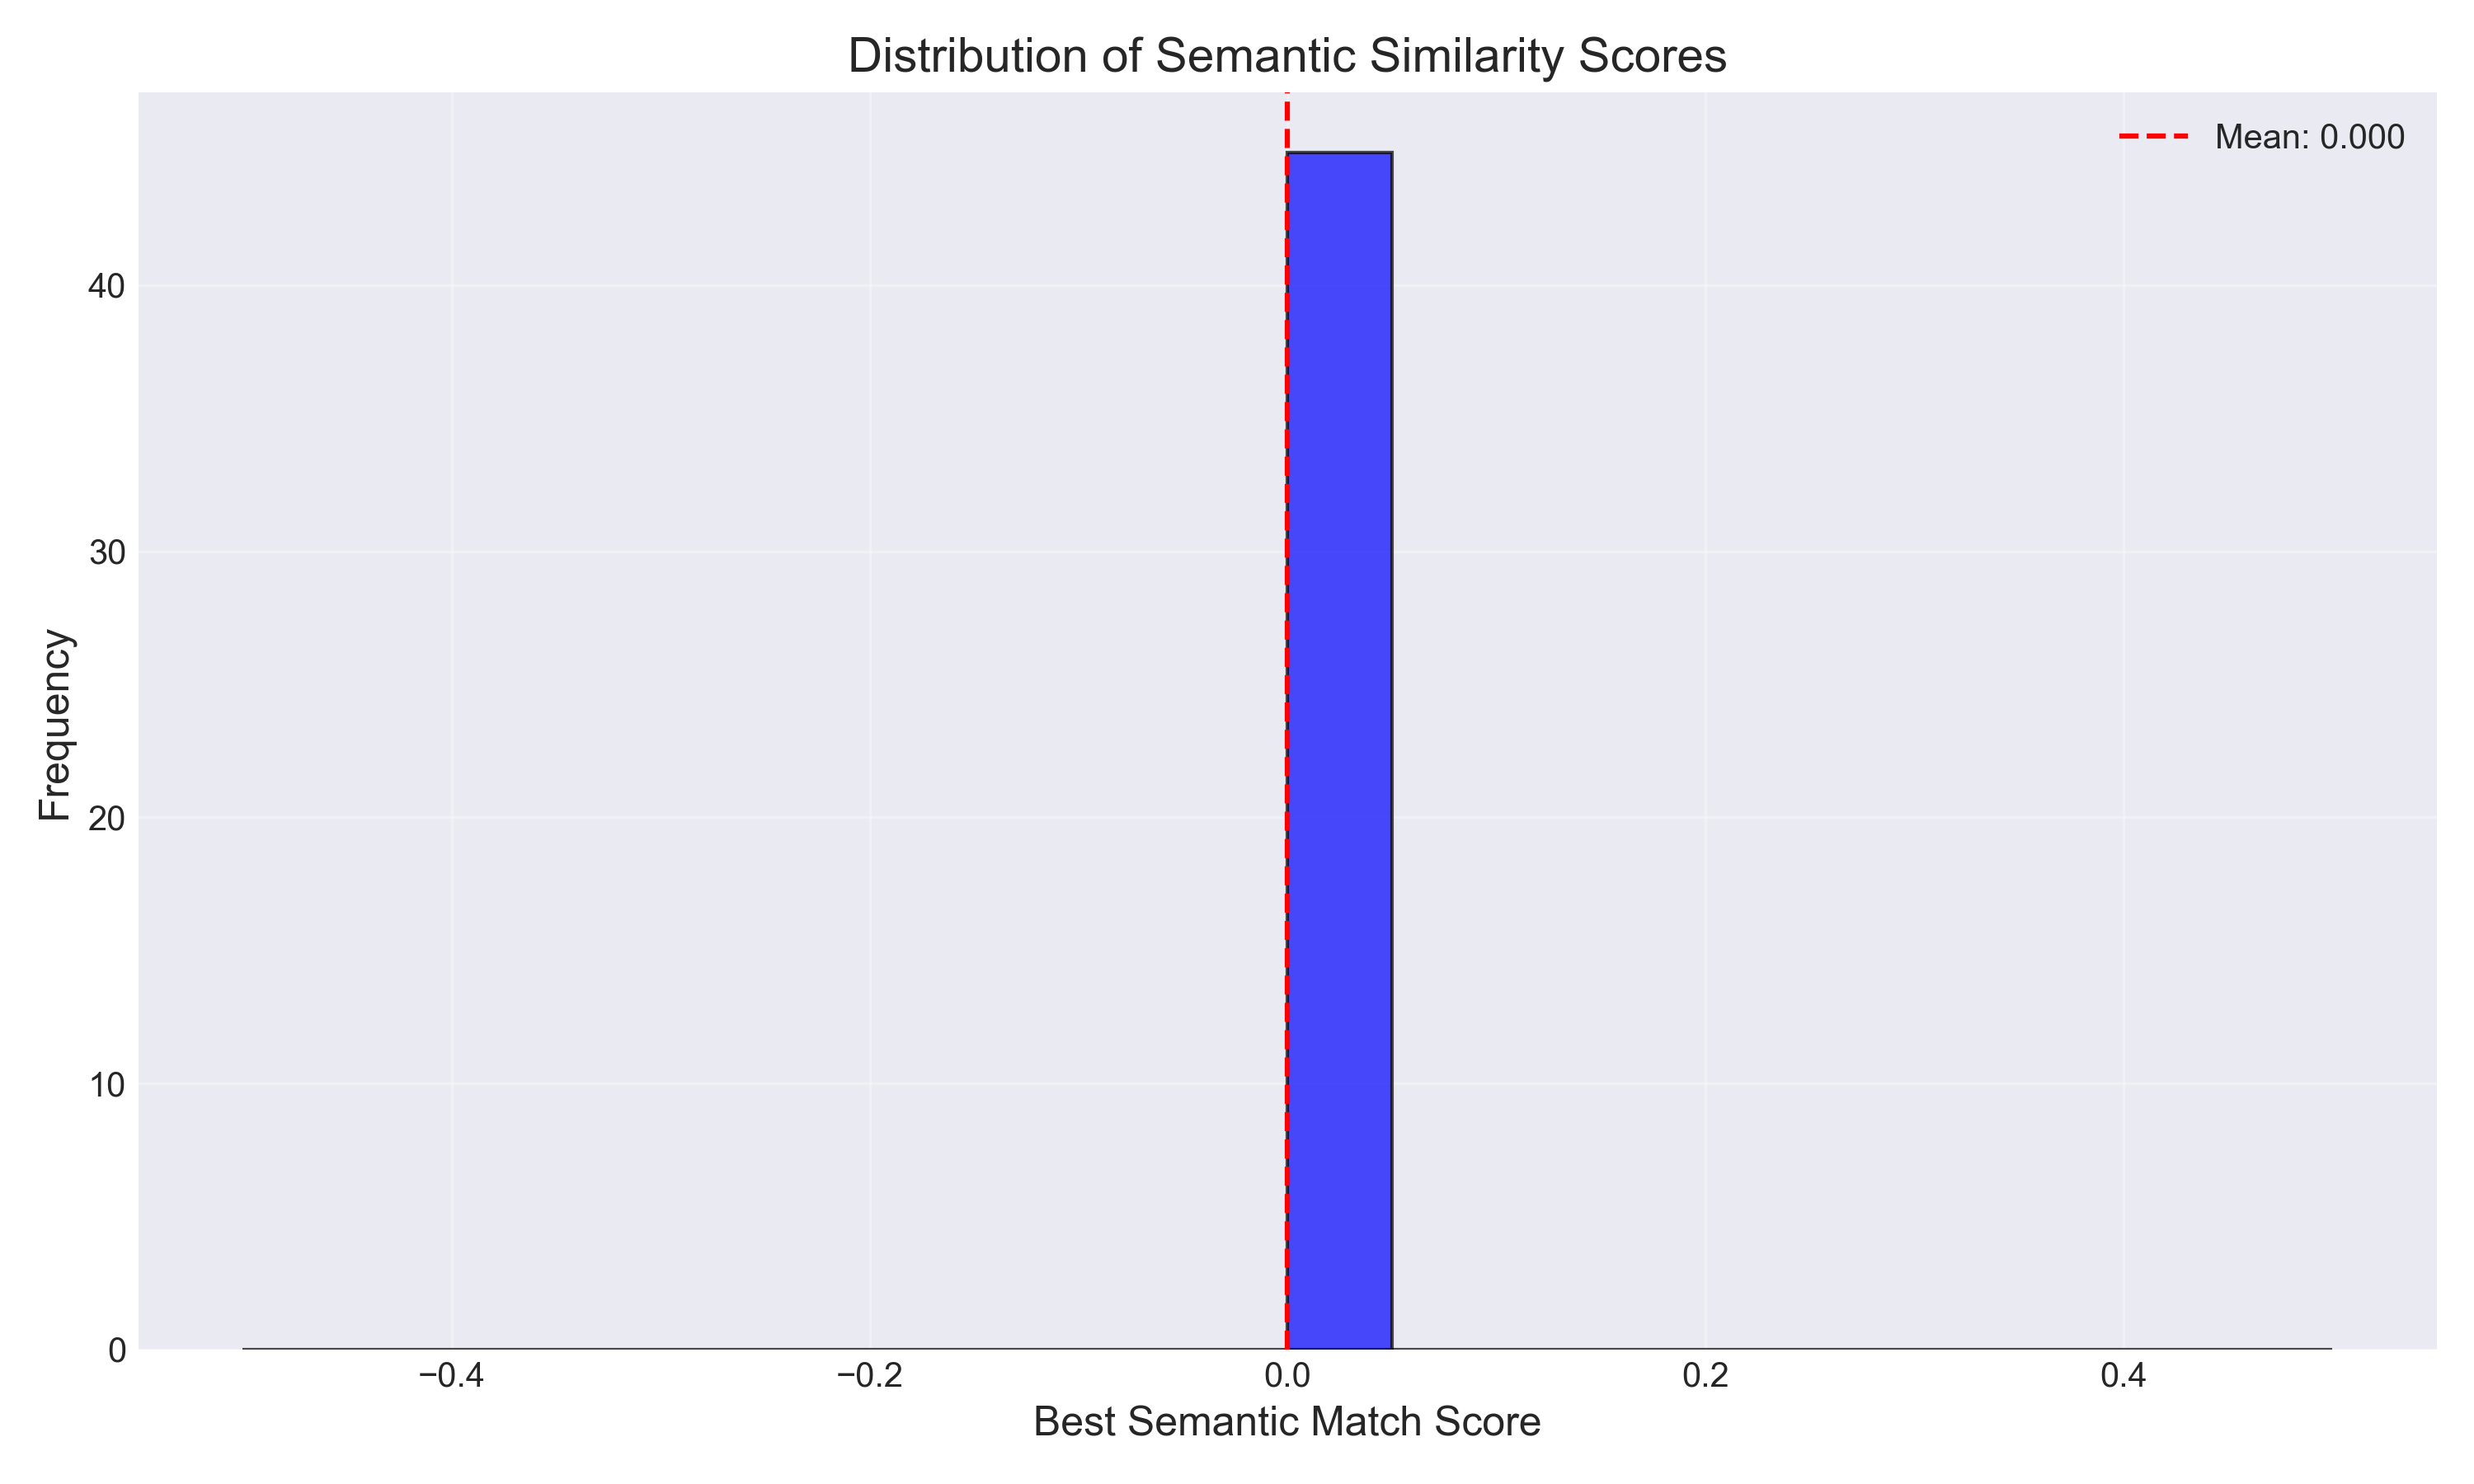 Distribution of Semantic Similarity Scores
Mean: 0.000
Frequency
40
30
20
10
0
−0.4
−0.2
0.0
0.2
0.4
Best Semantic Match Score